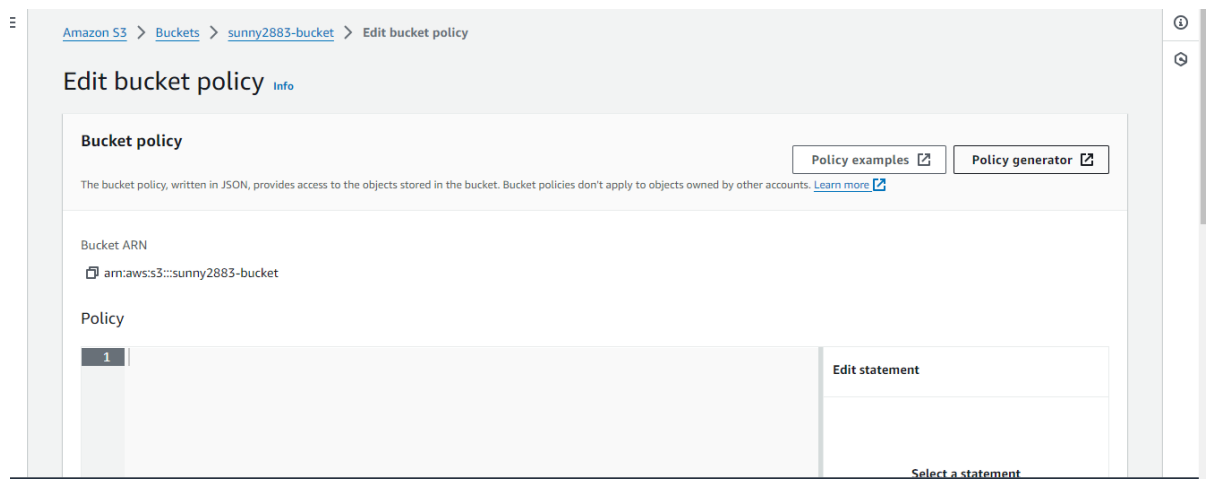 Amazon S3 > Buckets > sunny2883-bucket > Edit bucket policy
Edit bucket policy Info
Bucket policy
Policy examples
Policy generator
The bucket policy, written in JSON, provides access to the objects stored in the bucket. Bucket policies don't apply to objects owned by other accounts. Learn more
Bucket ARN
arn:aws:s3:::sunny2883-bucket
Policy
1
Edit statement
Select a statement